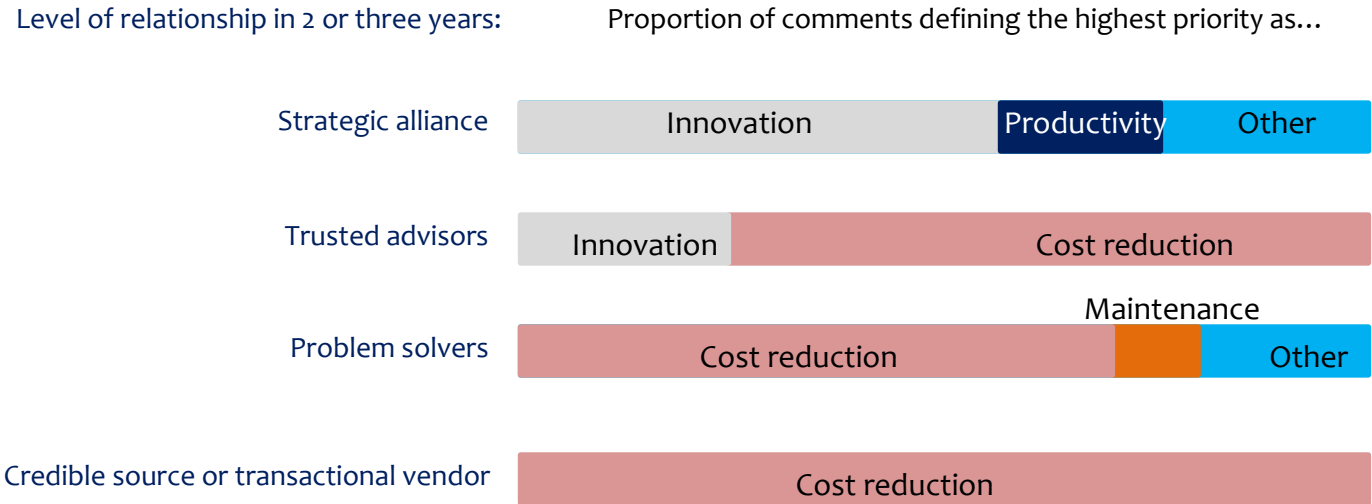 Level of relationship in 2 or three years:
Proportion of comments defining the highest priority as…
Strategic alliance
Innovation
Productivity
Other
Trusted advisors
Innovation
Cost reduction
Maintenance
Problem solvers
Cost reduction
Other
Credible source or transactional vendor
Cost reduction